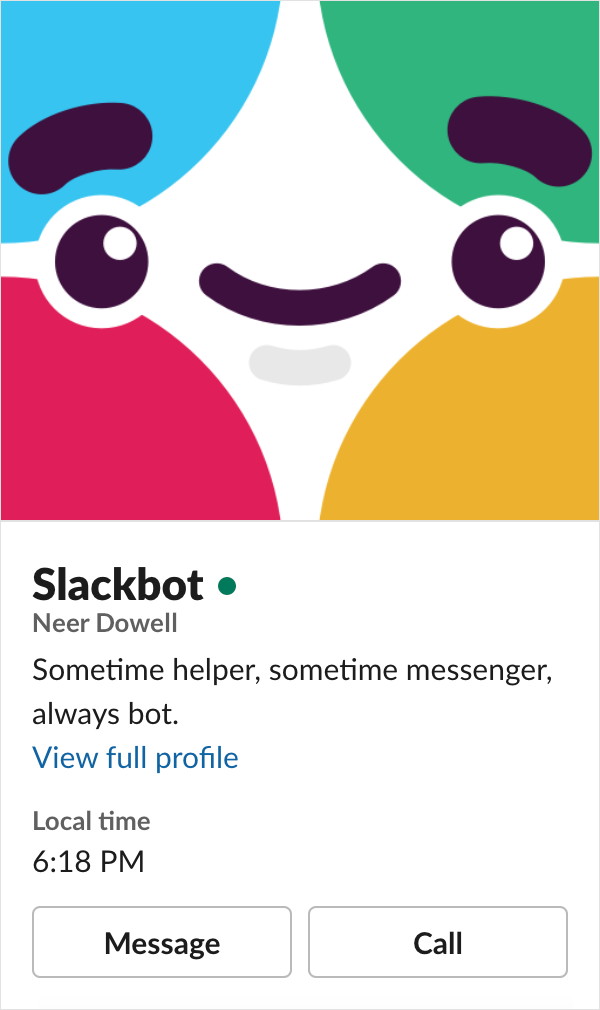 Slackbot
Neer Dowell
Sometime helper, sometime messenger,
always bot.
View full profile
Local time
6:18 PM
Message
Call